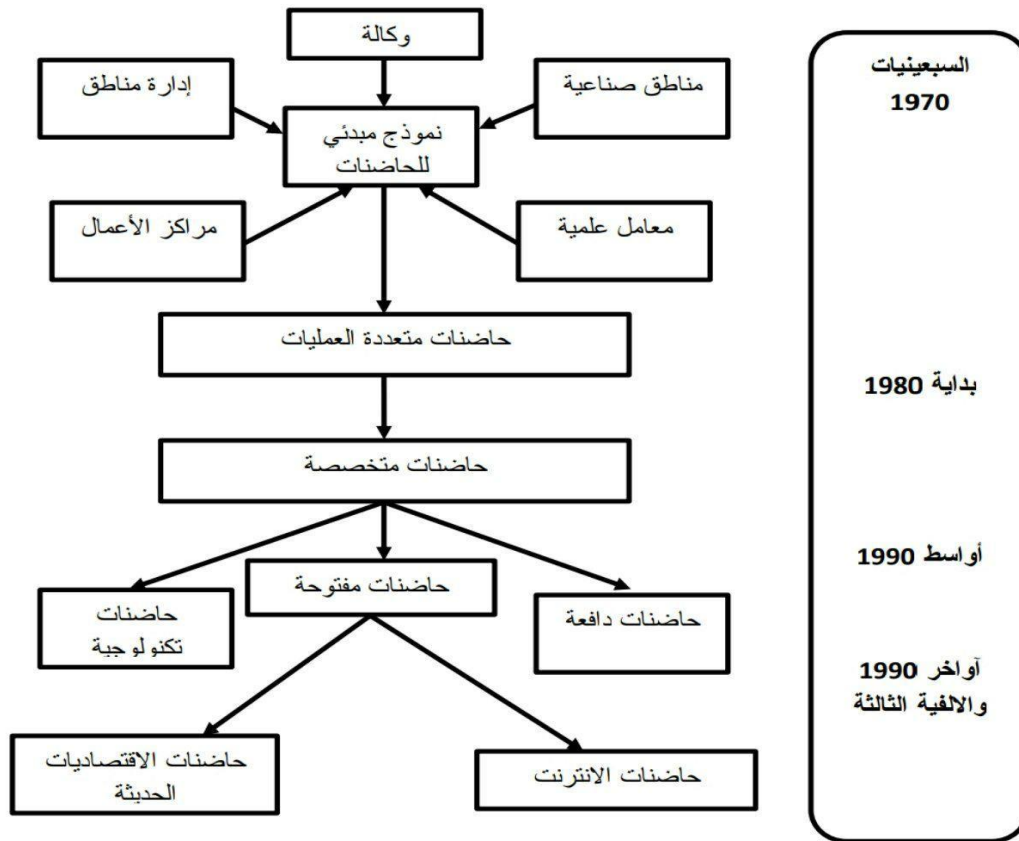 وكالة
إدارة مناطق
مناطق صناعية
نموذج مبدئي
للحاضنات
مراكز الأعمال
معامل علمية
حاضنات متعددة العمليات
حاضنات متخصصة
حاضنات مفتوحة
حاضنات
تكنولوجية
حاضنات دافعة
حاضنات الاقتصاديات
الحديثة
حاضنات الانترنت
السبعينيات
1970
بداية 1980
أواسط 1990
آواخر 1990
والالفية الثالثة